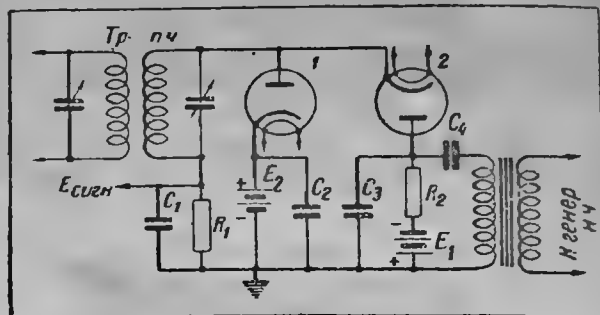 Тр. пч
1
2
C4
Eсигн
C1
R1
E2
+
-
C2
C3
R2
-
E1
+
К генер
нч